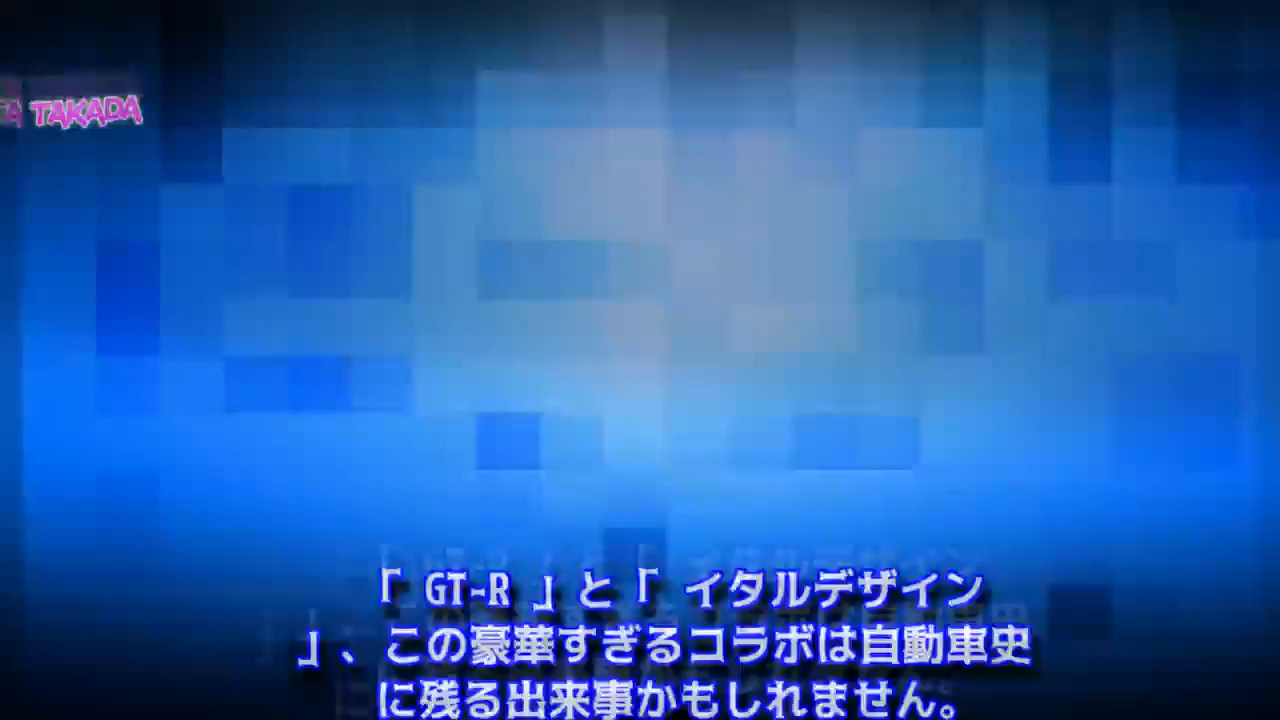 TAKADA
「 GT-R 」と「 イタルデザイン
」、この豪華すぎるコラボは自動車史
に残る出来事かもしれません。